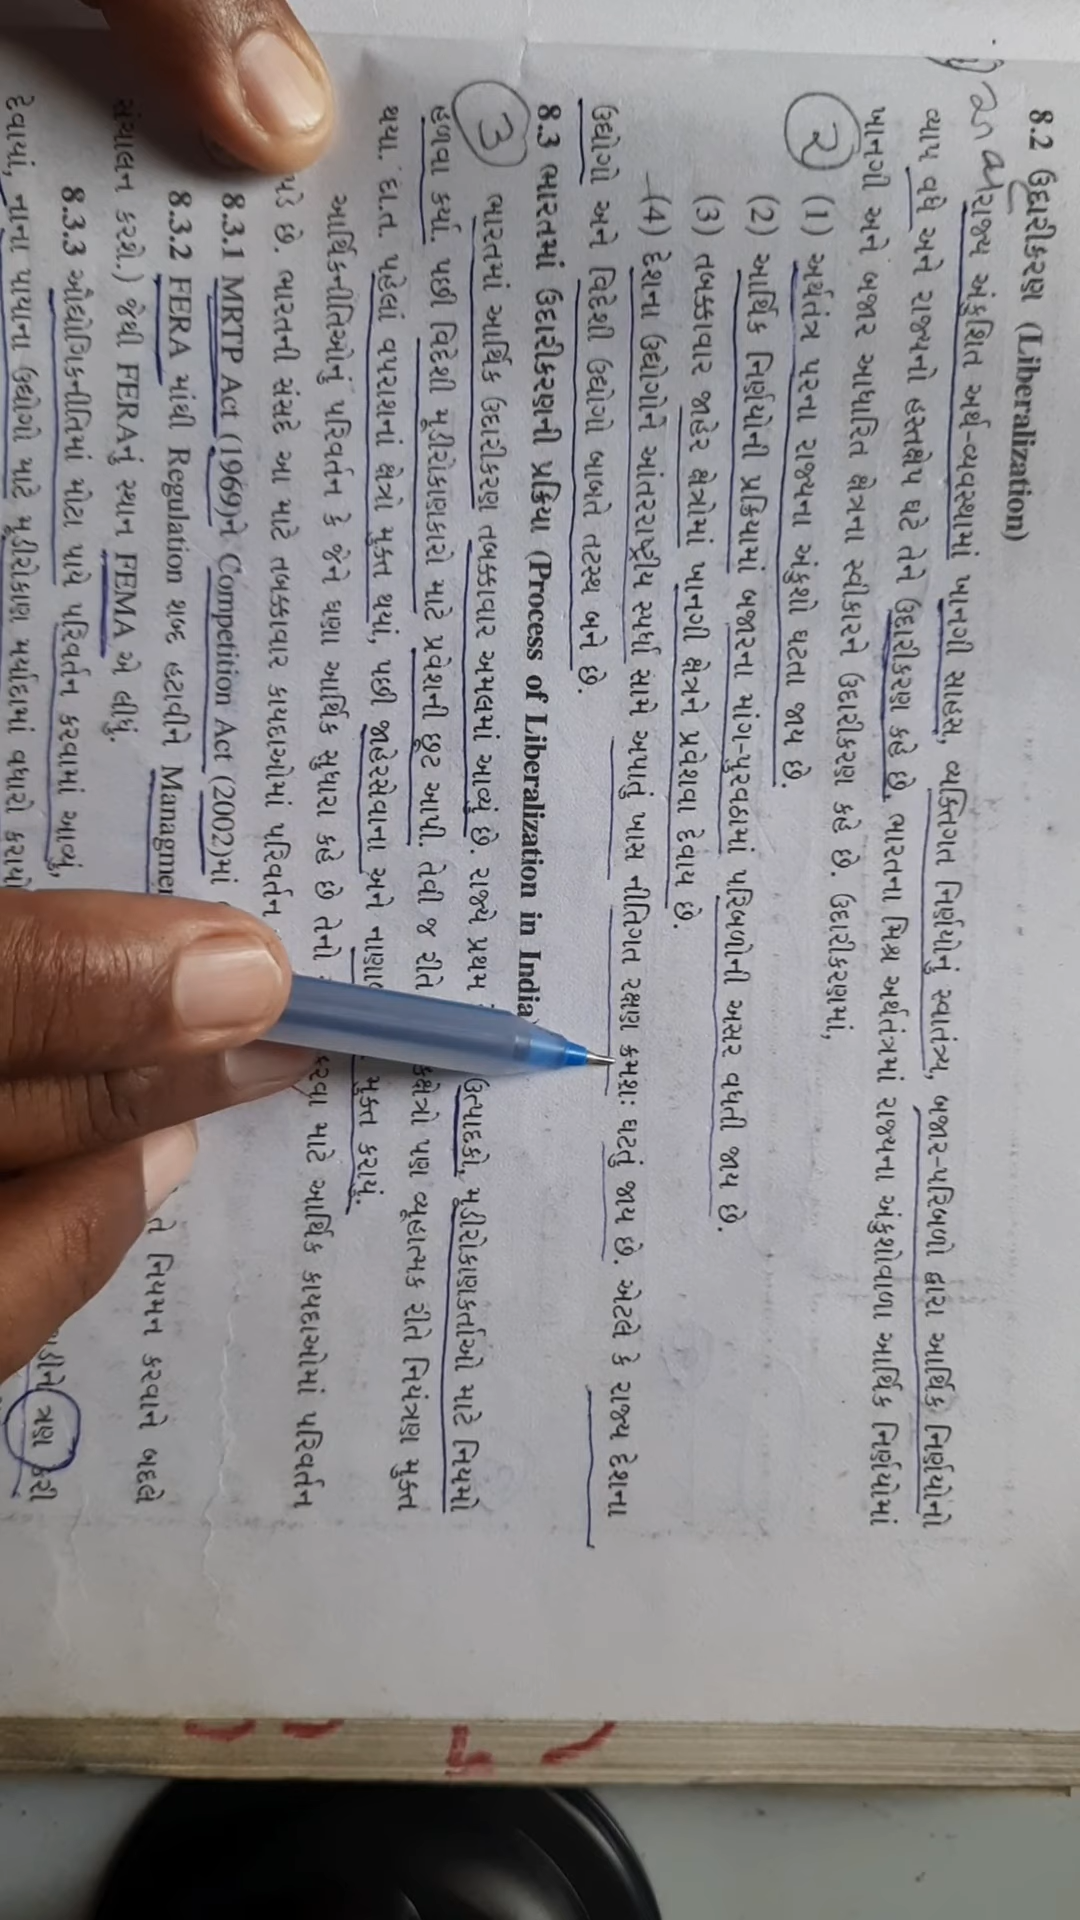 8.2 ઉદારીકરણ (Liberalization)
રાજ્ય અંકુશિત અર્થ-વ્યવસ્થામાં ખાનગી સાહસ, વ્યક્તિગત નિર્ણયોનું સ્વાતંત્ર્ય, બજાર-પરિબળો દ્વારા આર્થિક નિર્ણયોનો
વ્યાપ વધે અને રાજ્યનો હસ્તક્ષેપ ઘટે તેને ઉદારીકરણ કહે છે. ભારતના મિશ્ર અર્થતંત્રમાં રાજ્યના અંકુશોવાળા આર્થિક નિર્ણયોમાં
ખાનગી અને બજાર આધારિત ક્ષેત્રના સ્વીકારને ઉદારીકરણ કહે છે. ઉદારીકરણમાં,
૨ (1) અર્થતંત્ર પરના રાજ્યના અંકુશો ઘટતા જાય છે.
(2) આર્થિક નિર્ણયોની પ્રક્રિયામાં બજારના માંગ-પુરવઠામાં પરિબળોની અસર વધતી જાય છે.
(3) તબક્કાવાર જાહેર ક્ષેત્રોમાં ખાનગી ક્ષેત્રને પ્રવેશવા દેવાય છે.
(4) દેશના ઉદ્યોગોને આંતરરાષ્ટ્રીય સ્પર્ધા સામે અપાતું ખાસ નીતિગત રક્ષણ ક્રમશઃ ઘટતું જાય છે. એટલે કે રાજ્ય દેશના
ઉદ્યોગો અને વિદેશી ઉદ્યોગો બાબતે તટસ્થ બને છે.
8.3 ભારતમાં ઉદારીકરણની પ્રક્રિયા (Process of Liberalization in India)
૩ ભારતમાં આર્થિક ઉદારીકરણ તબક્કાવાર અમલમાં આવ્યું છે. રાજ્યે પ્રથમ ઉત્પાદકો, મૂડીરોકાણકર્તાઓ માટે નિયમો
હળવા કર્યા. પછી વિદેશી મૂડીરોકાણકારો માટે પ્રવેશની છુટ આપી. તેવી જ રીતે ક્ષેત્રો પણ વ્યૂહાત્મક રીતે નિયંત્રણ મુક્ત
થયા. દા.ત. પહેલાં વપરાશનાં ક્ષેત્રો મુક્ત થયાં, પછી જાહેરસેવાના અને મુક્ત કરાયું.
આર્થિકનીતિઓનું પરિવર્તન કે જેને ઘણા આર્થિક સુધારા કહે છે તેનો કરવા માટે આર્થિક કાયદાઓમાં પરિવર્તન
પડે છે. ભારતની સંસદે આ માટે તબક્કાવાર કાયદાઓમાં પરિવર્તન
8.3.1 MRTP Act (1969)ને Competition Act (2002)માં
8.3.2 FERA માંથી Regulation શબ્દ હટાવીને તે નિયમન કરવાને બદલે
સંચાલન કરશે.) જેથી FERAનું સ્થાન FEMA એ લીધું.
8.3.3 ઔદ્યોગિકનીતિમાં મોટા પાયે પરિવર્તન કરવામાં આવ્યું, ત્રણ કરી
દેવાયાં, નાના પાયાના ઉદ્યોગો માટે મૂડીરોકાણ મર્યાદામાં વધારો કરાયો